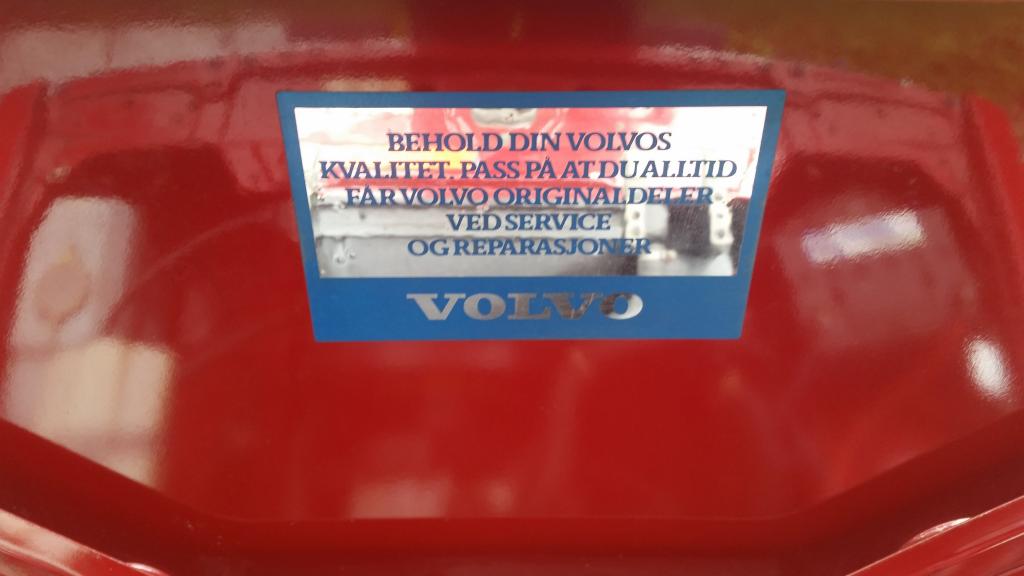 BEHOLD DIN VOLVOS
KVALITET. PASS PÅ AT DU ALLTID
FÅR VOLVO ORIGINALDELER
VED SERVICE
OG REPARASJONER
VOLVO